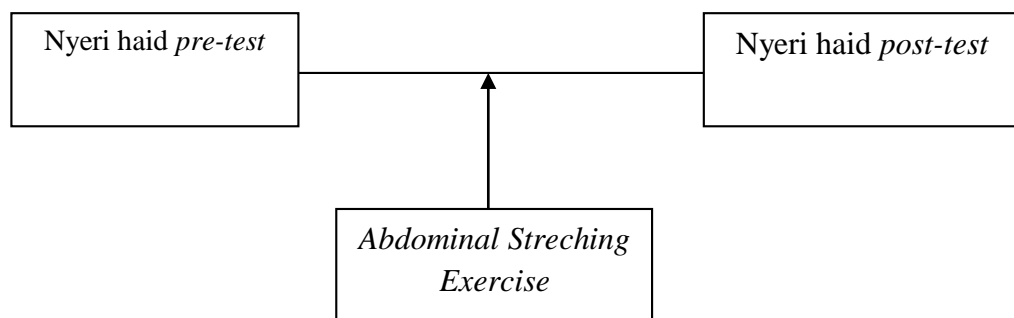 Nyeri haid pre-test
Nyeri haid post-test
Abdominal Streching
Exercise